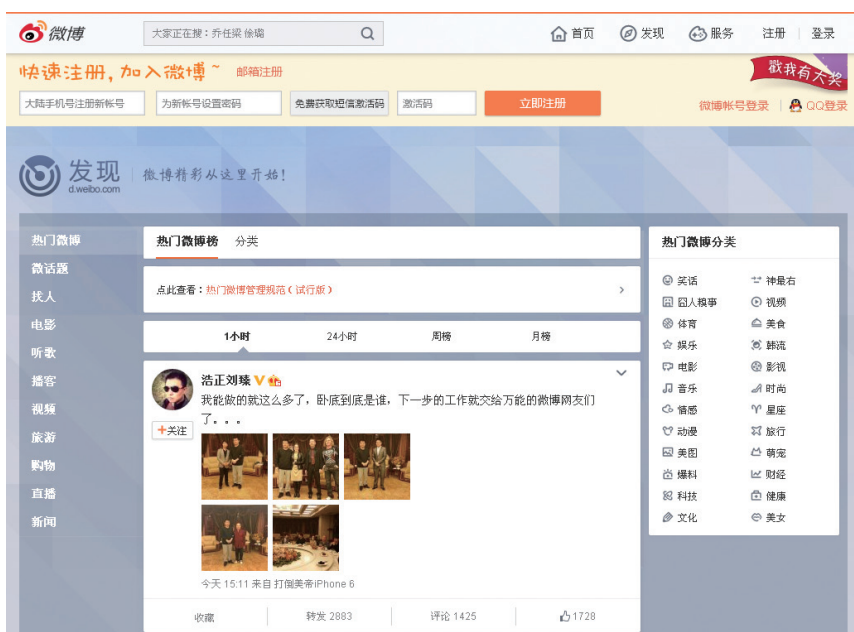 微博
大家正在搜：乔任梁 徐璐
首页 发现 服务 注册 登录
快速注册，加入微博~ 邮箱注册
戳我有大奖
大陆手机号注册新帐号 为新帐号设置密码 免费获取短信激活码 激活码 立即注册
微博帐号登录 QQ登录
发现
d.weibo.com
微博精彩从这里开始！
热门微博
微话题
找人
电影
听歌
播客
视频
旅游
购物
直播
新闻
热门微博榜 分类
点此查看：热门微博管理规范（试行版）
1小时 24小时 周榜 月榜
浩正刘臻
我能做的就这么多了，卧底到底是谁，下一步的工作就交给万能的微博网友们
了。。。
+关注
今天 15:11 来自 打倒美帝iPhone 6
收藏 转发 2883 评论 1425 1728
热门微博分类
笑话 神最右
囧人糗事 视频
体育 美食
娱乐 韩流
电影 影视
音乐 时尚
情感 星座
动漫 旅行
美图 萌宠
爆料 财经
科技 健康
文化 美女